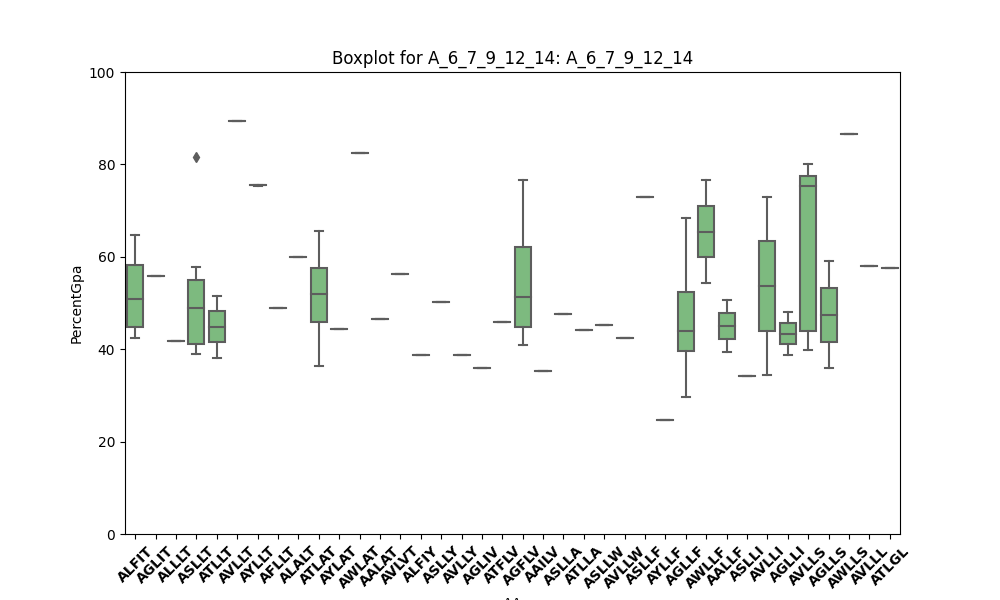 Boxplot for A_6_7_9_12_14: A_6_7_9_12_14
100
80
60
40
20
0
PercentGpa
ALFIT
AGLIT
ALLLT
ASLLT
ATLLT
AVLLT
AYLLT
AFLLT
ALALT
ATLAT
AYLAT
AWLAT
AALAT
AVLVT
ALFIY
ASLLY
AVLLY
AGLIV
ATFLV
AGFLV
AAILV
ASLLA
ATLLA
ASLLW
AVLLW
ASLLF
AYLLF
AGLLF
AWLLF
AALLF
ASLLI
AVLLI
AGLLI
AVLLS
AGLLS
AWLLS
AVLLL
ATLGL